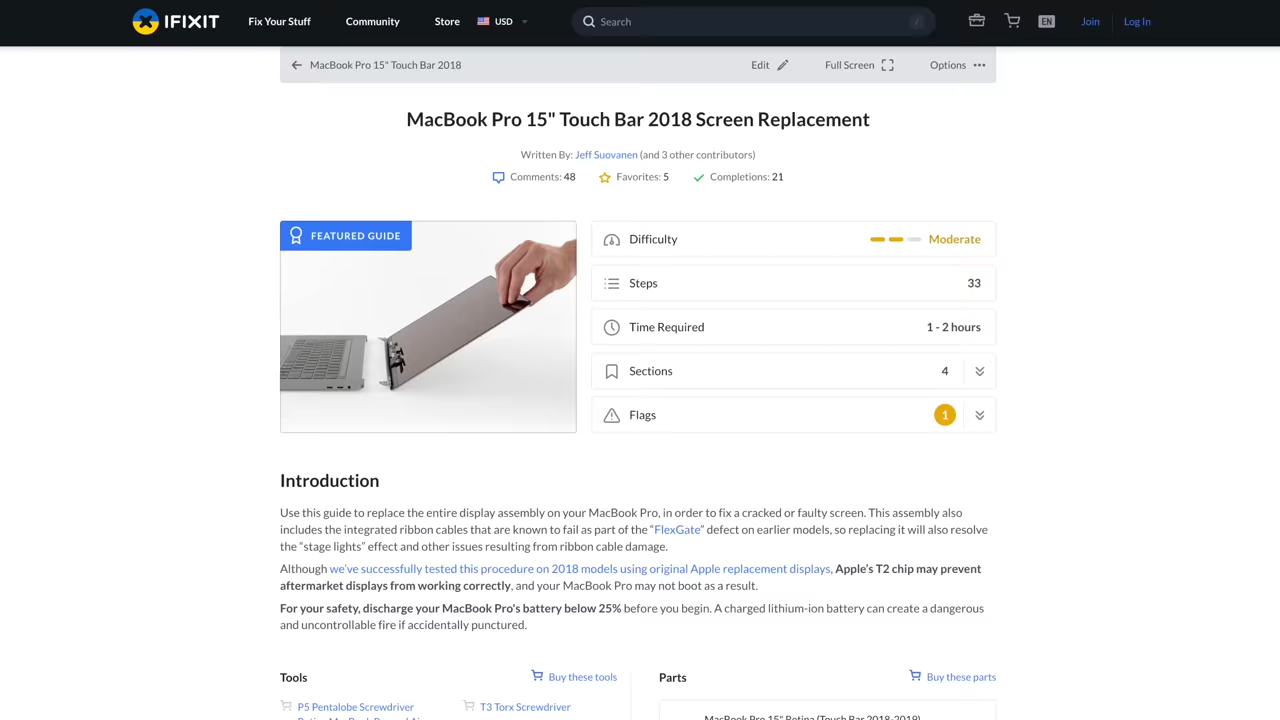 IFIXIT
Fix Your Stuff
Community
Store
USD
Search
/
EN
Join
Log In
MacBook Pro 15" Touch Bar 2018
Edit
Full Screen
Options
MacBook Pro 15" Touch Bar 2018 Screen Replacement
Written By: Jeff Suovanen (and 3 other contributors)
Comments: 48
Favorites: 5
Completions: 21
FEATURED GUIDE
Difficulty
Moderate
Steps
33
Time Required
1 - 2 hours
Sections
4
Flags
1
Introduction
Use this guide to replace the entire display assembly on your MacBook Pro, in order to fix a cracked or faulty screen. This assembly also
includes the integrated ribbon cables that are known to fail as part of the “FlexGate” defect on earlier models, so replacing it will also resolve
the “stage lights” effect and other issues resulting from ribbon cable damage.
Although we’ve successfully tested this procedure on 2018 models using original Apple replacement displays, Apple’s T2 chip may prevent
aftermarket displays from working correctly, and your MacBook Pro may not boot as a result.
For your safety, discharge your MacBook Pro's battery below 25% before you begin. A charged lithium-ion battery can create a dangerous
and uncontrollable fire if accidentally punctured.
Tools
Buy these tools
Parts
Buy these parts
P5 Pentalobe Screwdriver
T3 Torx Screwdriver
MacBook Pro 15" Retina (Touch Bar 2018-2019)